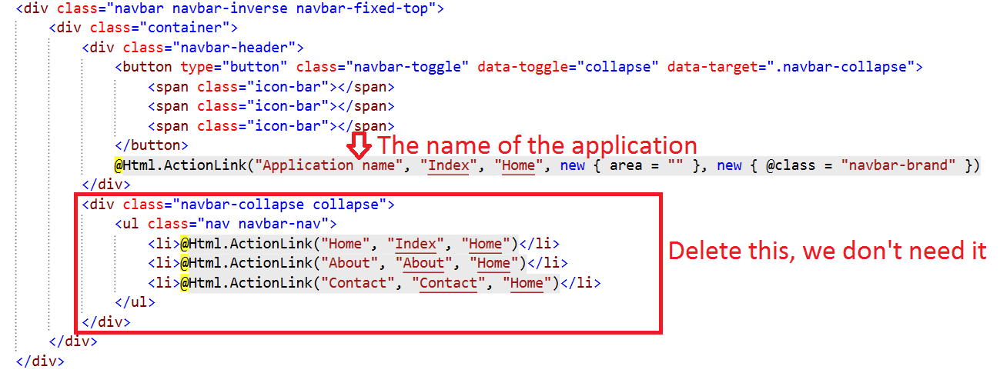 <div class="navbar navbar-inverse navbar-fixed-top">
<div class="container">
<div class="navbar-header">
<button type="button" class="navbar-toggle" data-toggle="collapse" data-target=".navbar-collapse">
<span class="icon-bar"></span>
<span class="icon-bar"></span>
<span class="icon-bar"></span>
</button>
The name of the application
@Html.ActionLink("Application name", "Index", "Home", new { area = "" }, new { @class = "navbar-brand" })
</div>
<div class="navbar-collapse collapse">
<ul class="nav navbar-nav">
<li>@Html.ActionLink("Home", "Index", "Home")</li>
Delete this, we don't need it
<li>@Html.ActionLink("About", "About", "Home")</li>
<li>@Html.ActionLink("Contact", "Contact", "Home")</li>
</ul>
</div>
</div>
</div>